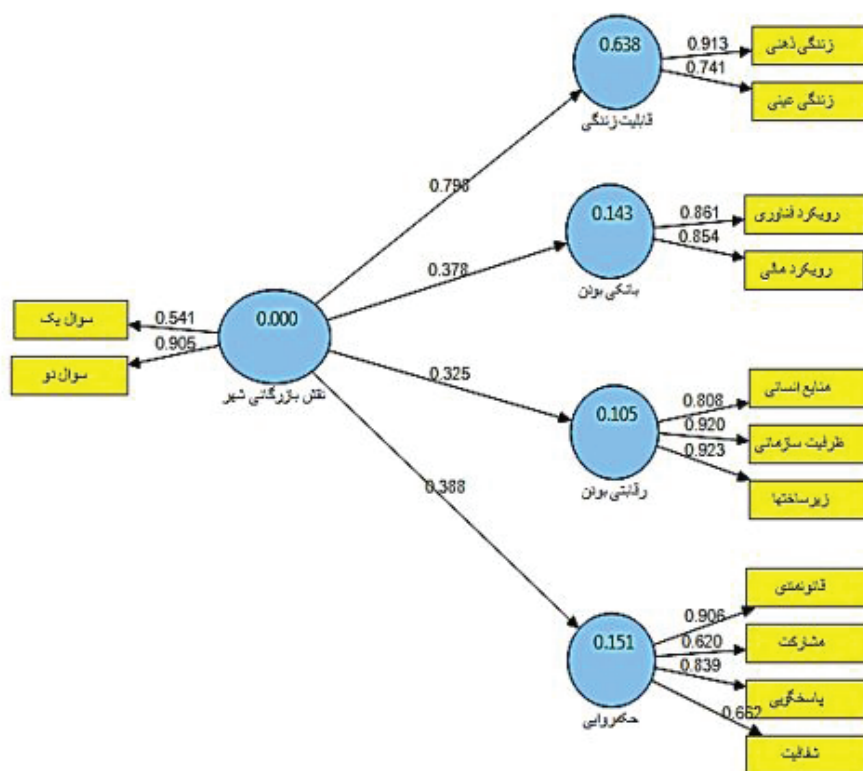 0.638
0.913
زندگی ذهنی
0.741
زندگی عینی
قابلیت زندگی
0.798
0.143
0.861
رویکرد فناوری
0.854
رویکرد مالی
بانکی بودن
0.378
سوال یک
0.541
0.905
سوال دو
0.000
نقش بازرگانی شهر
0.325
0.105
0.808
منابع انسانی
0.920
ظرفیت سازمانی
0.923
زیرساختها
رقابتی بودن
0.388
0.151
0.906
قانونمندی
0.620
مشارکت
0.839
پاسخگویی
0.662
شفافیت
حکمروایی